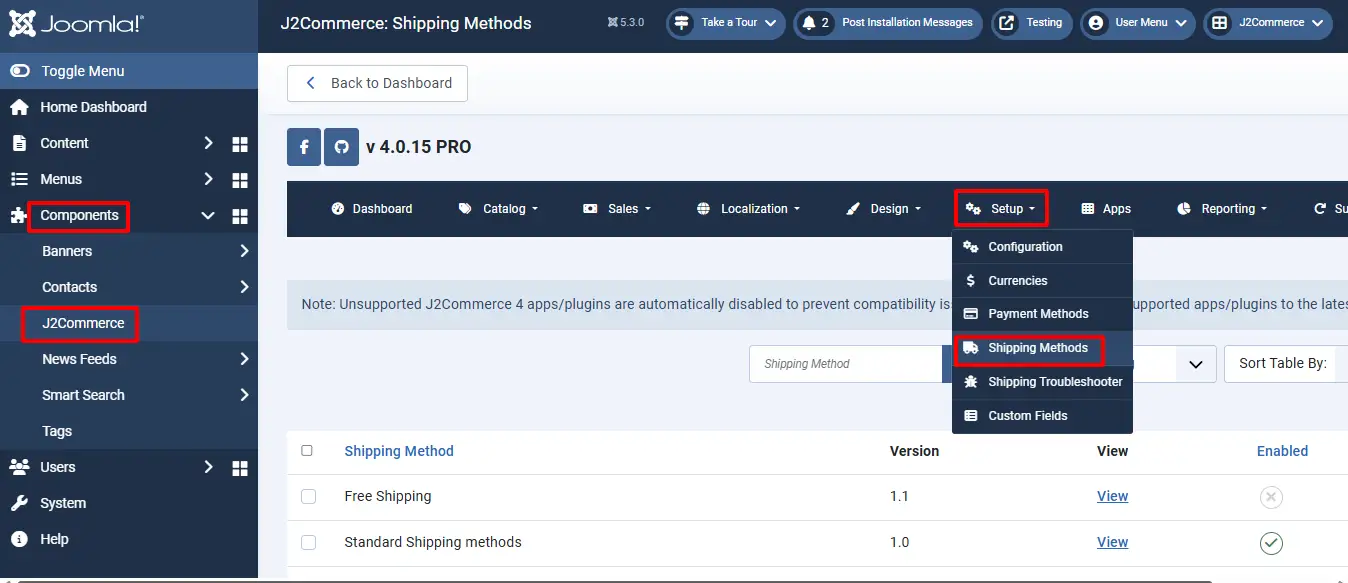 Joomla!®
J2Commerce: Shipping Methods
5.3.0
Take a Tour
2 Post Installation Messages
Testing
User Menu
J2Commerce
Toggle Menu
Home Dashboard
Content
Menus
Components
Banners
Contacts
J2Commerce
News Feeds
Smart Search
Tags
Users
System
Help
Back to Dashboard
v 4.0.15 PRO
Dashboard
Catalog
Sales
Localization
Design
Setup
Apps
Reporting
Configuration
Currencies
Payment Methods
Shipping Methods
Shipping Troubleshooter
Custom Fields
Note: Unsupported J2Commerce 4 apps/plugins are automatically disabled to prevent compatibility apps/plugins to the
Shipping Method
Sort Table By:
Shipping Method Version View Enabled
Free Shipping 1.1 View
Standard Shipping methods 1.0 View